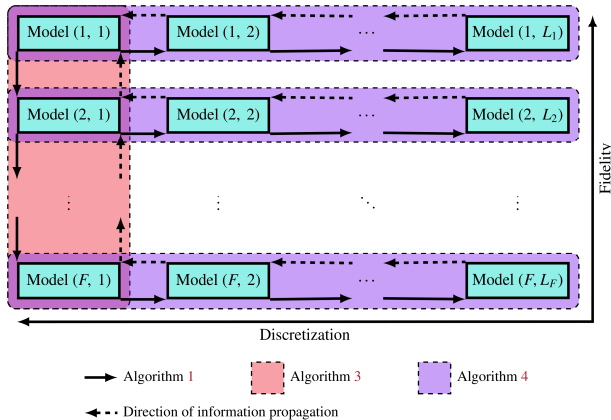 Model (1, 1) Model (1, 2) ... Model (1, L₁)
Model (2, 1) Model (2, 2) ... Model (2, L₂)
⋮ ⋮ ⋱ ⋮
Model (F, 1) Model (F, 2) ... Model (F, L_F)
Fidelity
Discretization
Algorithm 1 Algorithm 3 Algorithm 4
Direction of information propagation